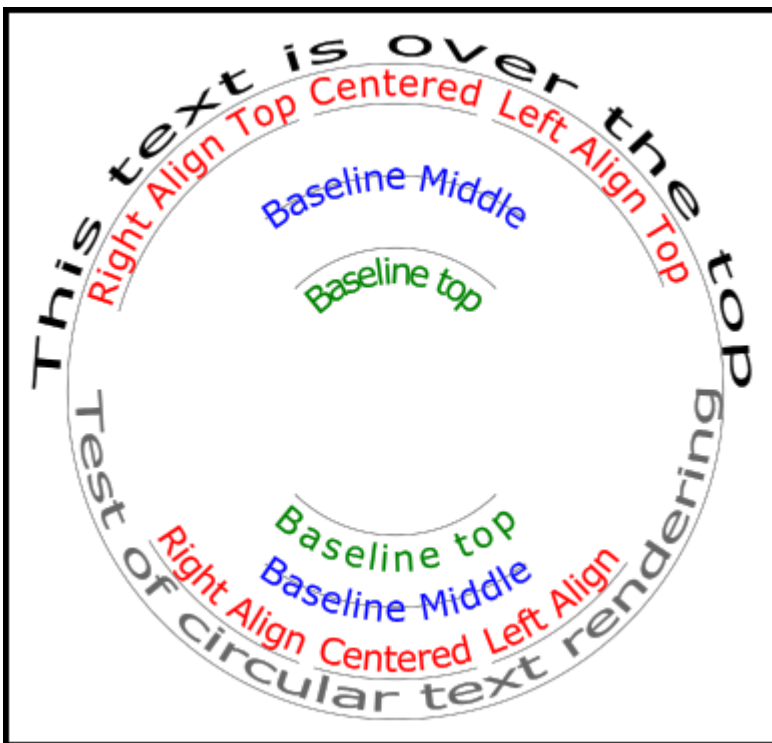 This text is over the top
Right Align Top
Centered
Left Align Top
Baseline Middle
Baseline top
Baseline top
Baseline Middle
Right Align
Centered
Left Align
Test of circular text rendering